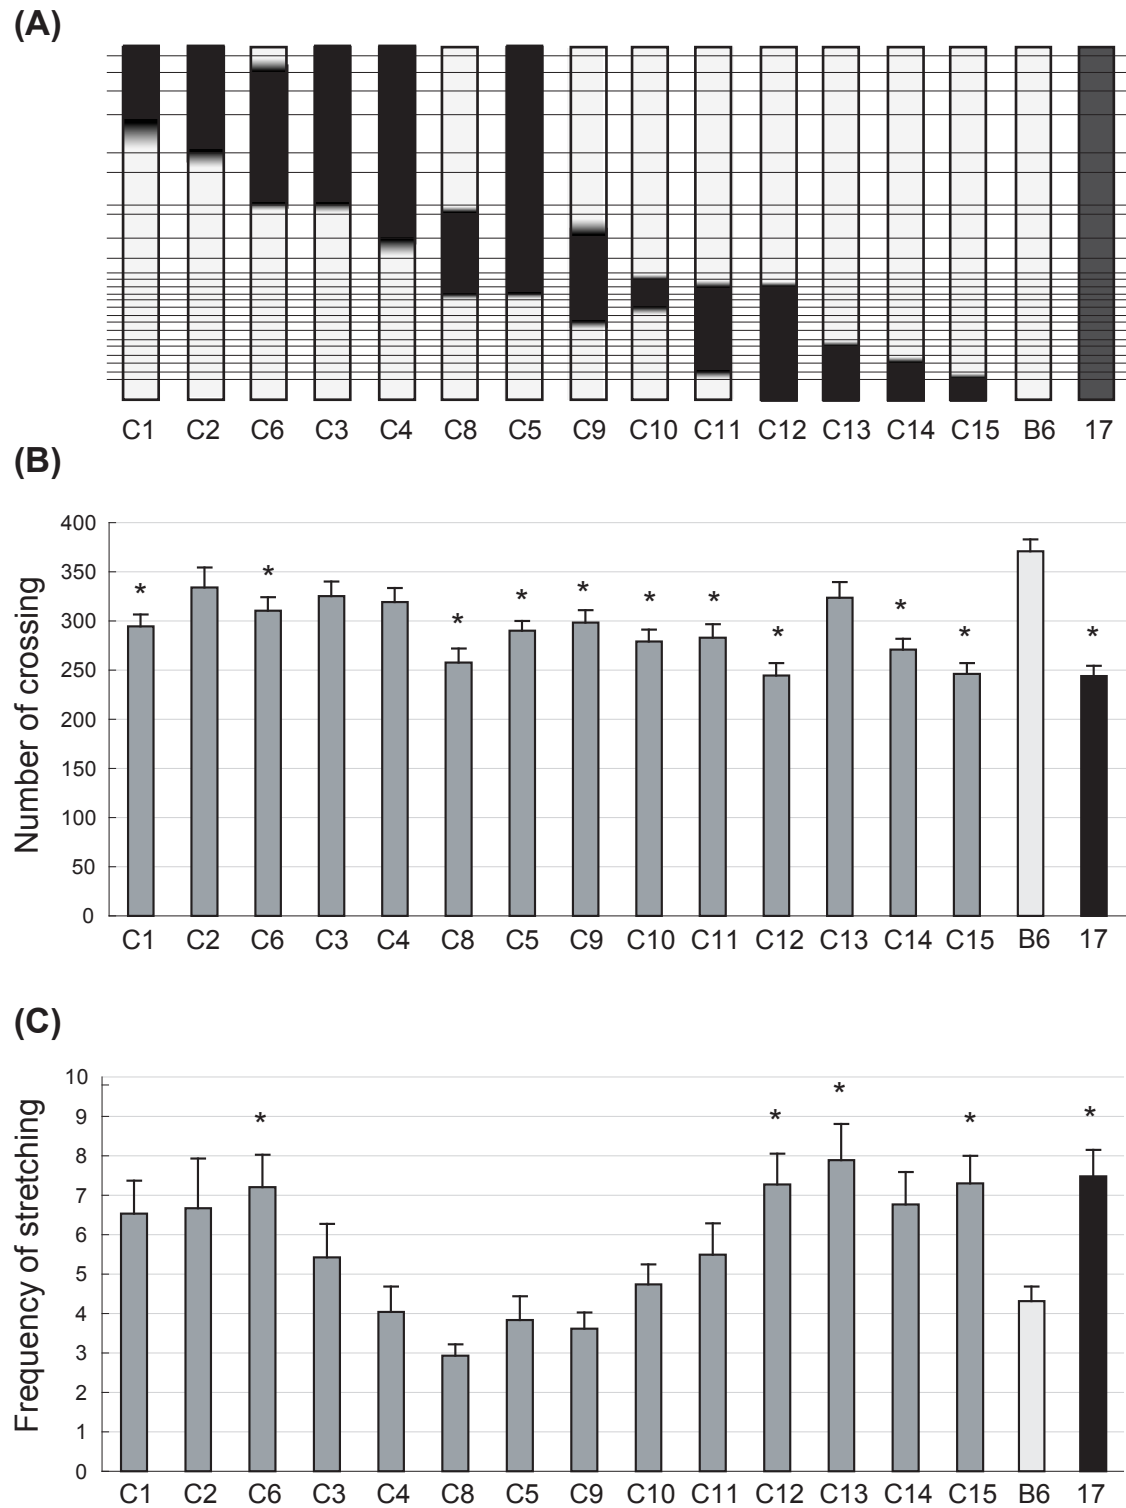 (A)
C1 C2 C6 C3 C4 C8 C5 C9 C10 C11 C12 C13 C14 C15 B6 17
(B)
Number of crossing
400
350
300
250
200
150
100
50
0
* * * * * * * * * * *
C1 C2 C6 C3 C4 C8 C5 C9 C10 C11 C12 C13 C14 C15 B6 17
(C)
Frequency of stretching
10
9
8
7
6
5
4
3
2
1
0
* * * * *
C1 C2 C6 C3 C4 C8 C5 C9 C10 C11 C12 C13 C14 C15 B6 17